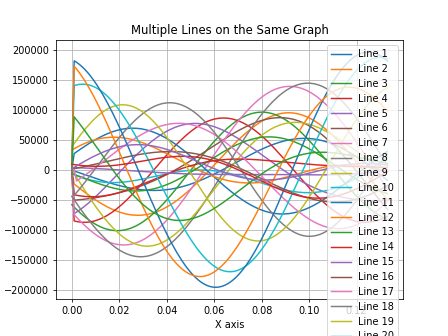 Multiple Lines on the Same Graph
200000
150000
100000
50000
0
−50000
−100000
−150000
−200000
0.00 0.02 0.04 0.06 0.08 0.10
X axis
Line 1
Line 2
Line 3
Line 4
Line 5
Line 6
Line 7
Line 8
Line 9
Line 10
Line 11
Line 12
Line 13
Line 14
Line 15
Line 16
Line 17
Line 18
Line 19
Line 20